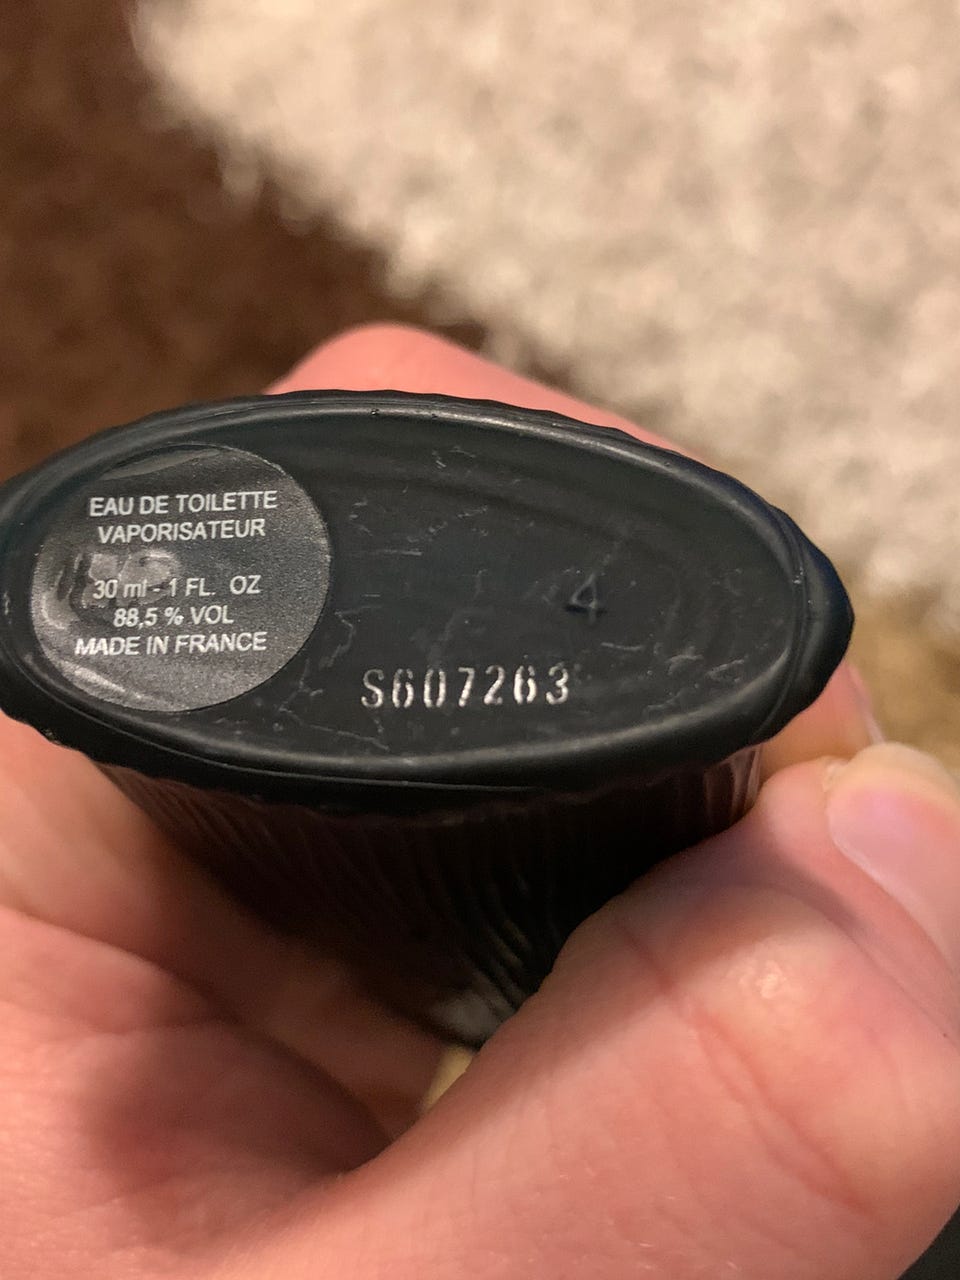 EAU DE TOILETTE
VAPORISATEUR
30 ml - 1 FL. OZ
88,5 % VOL
MADE IN FRANCE
4
S607263